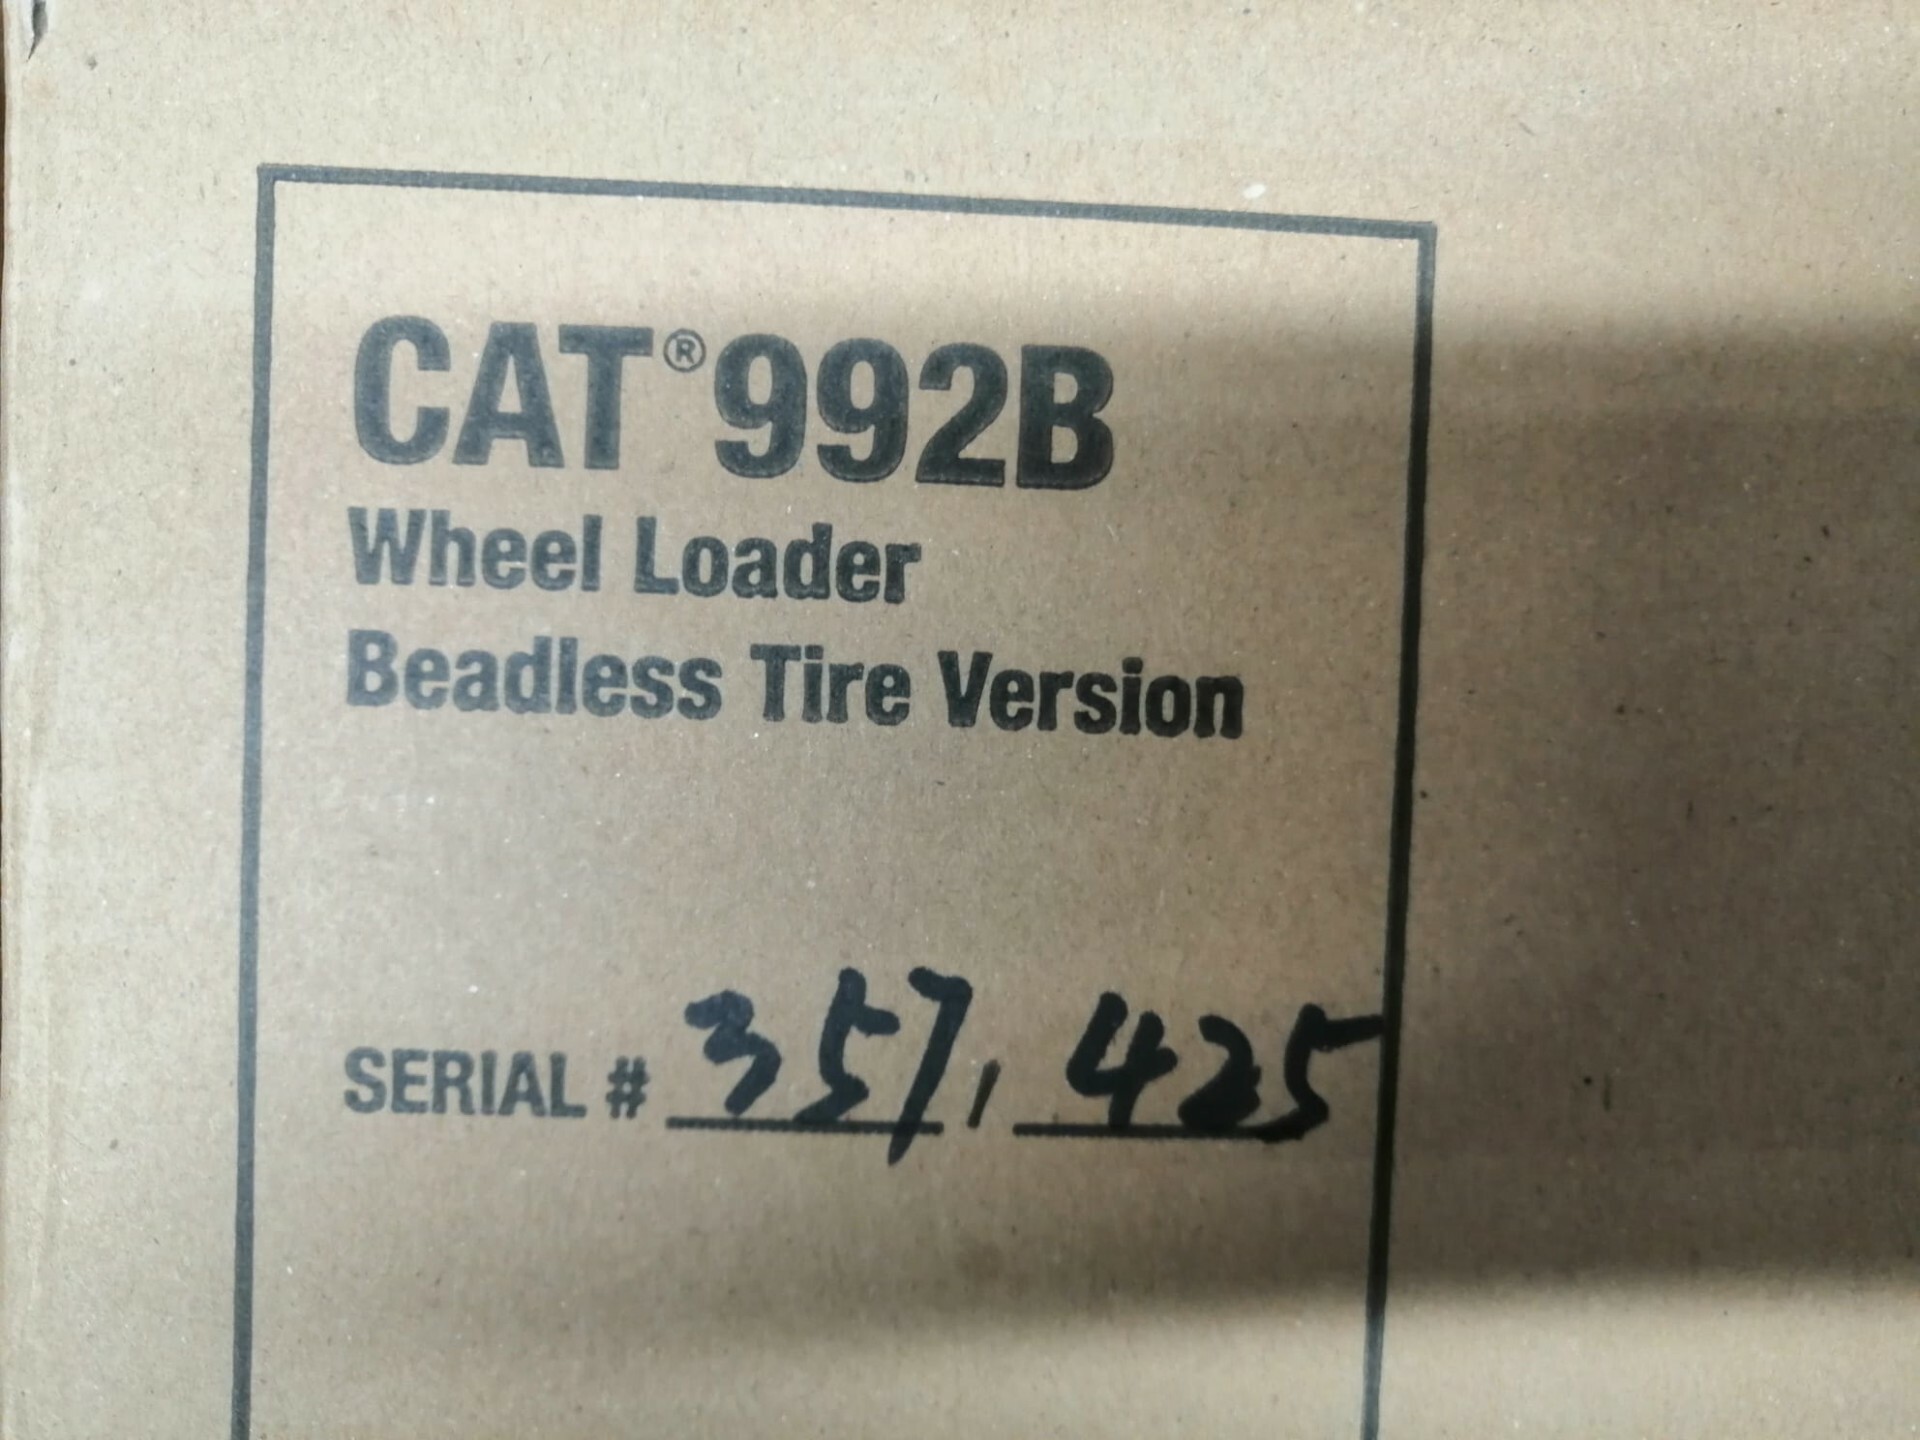 CAT® 992B
Wheel Loader
Beadless Tire Version
SERIAL # 357, 425